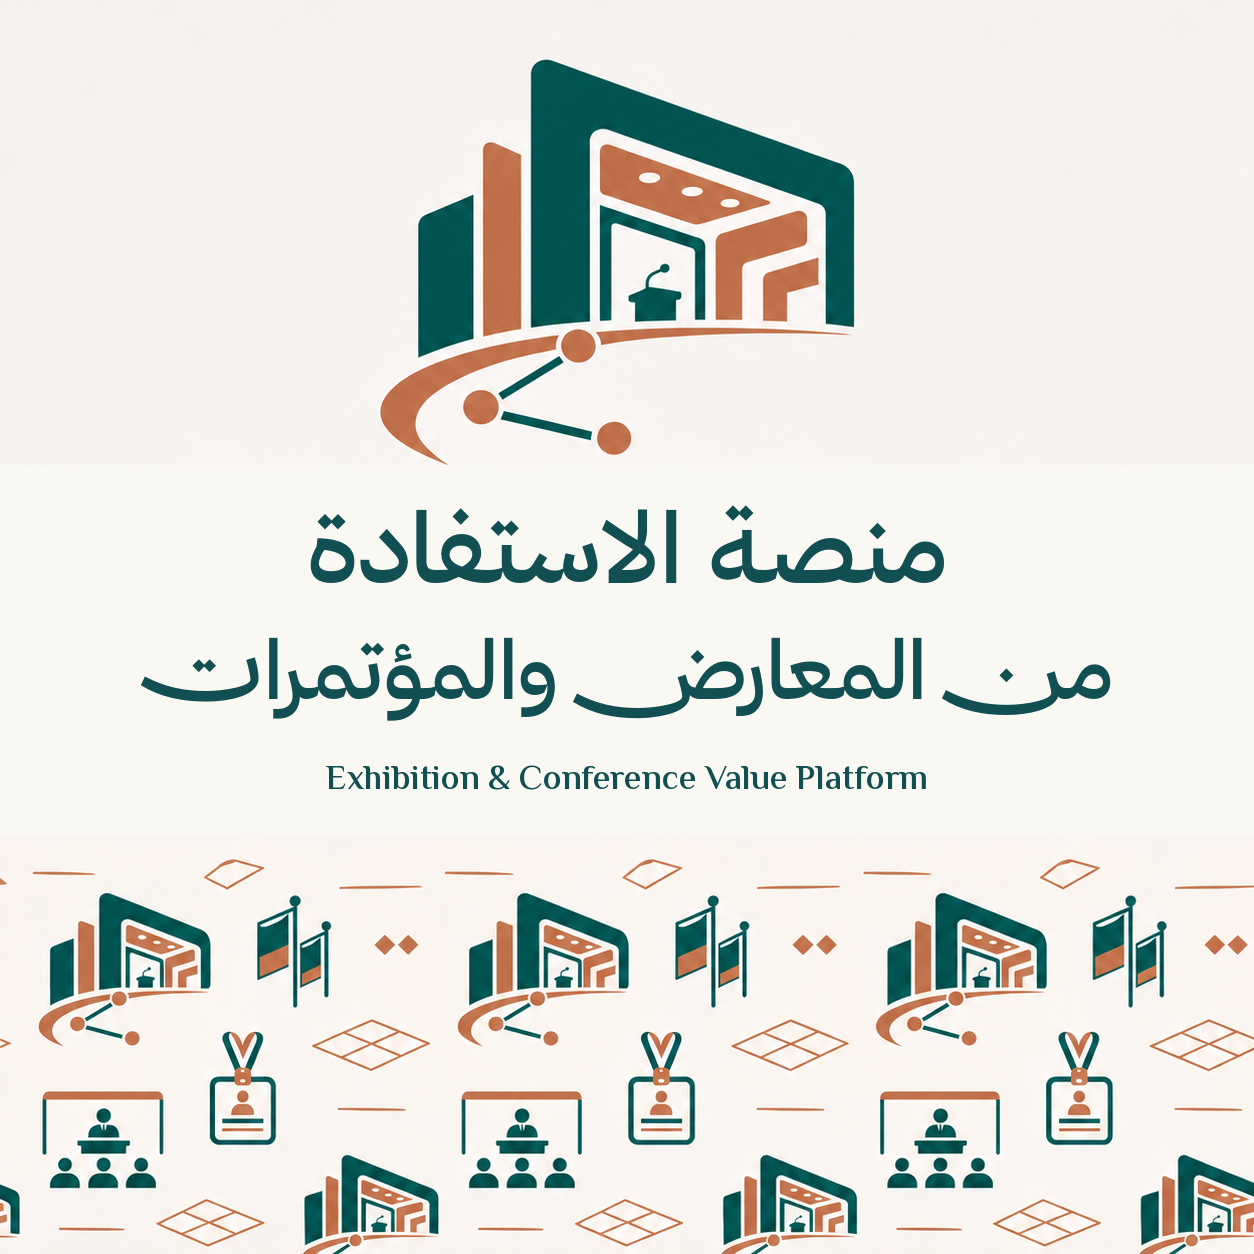 منصة الاستفادة
من المعارض والمؤتمرات
Exhibition & Conference Value Platform